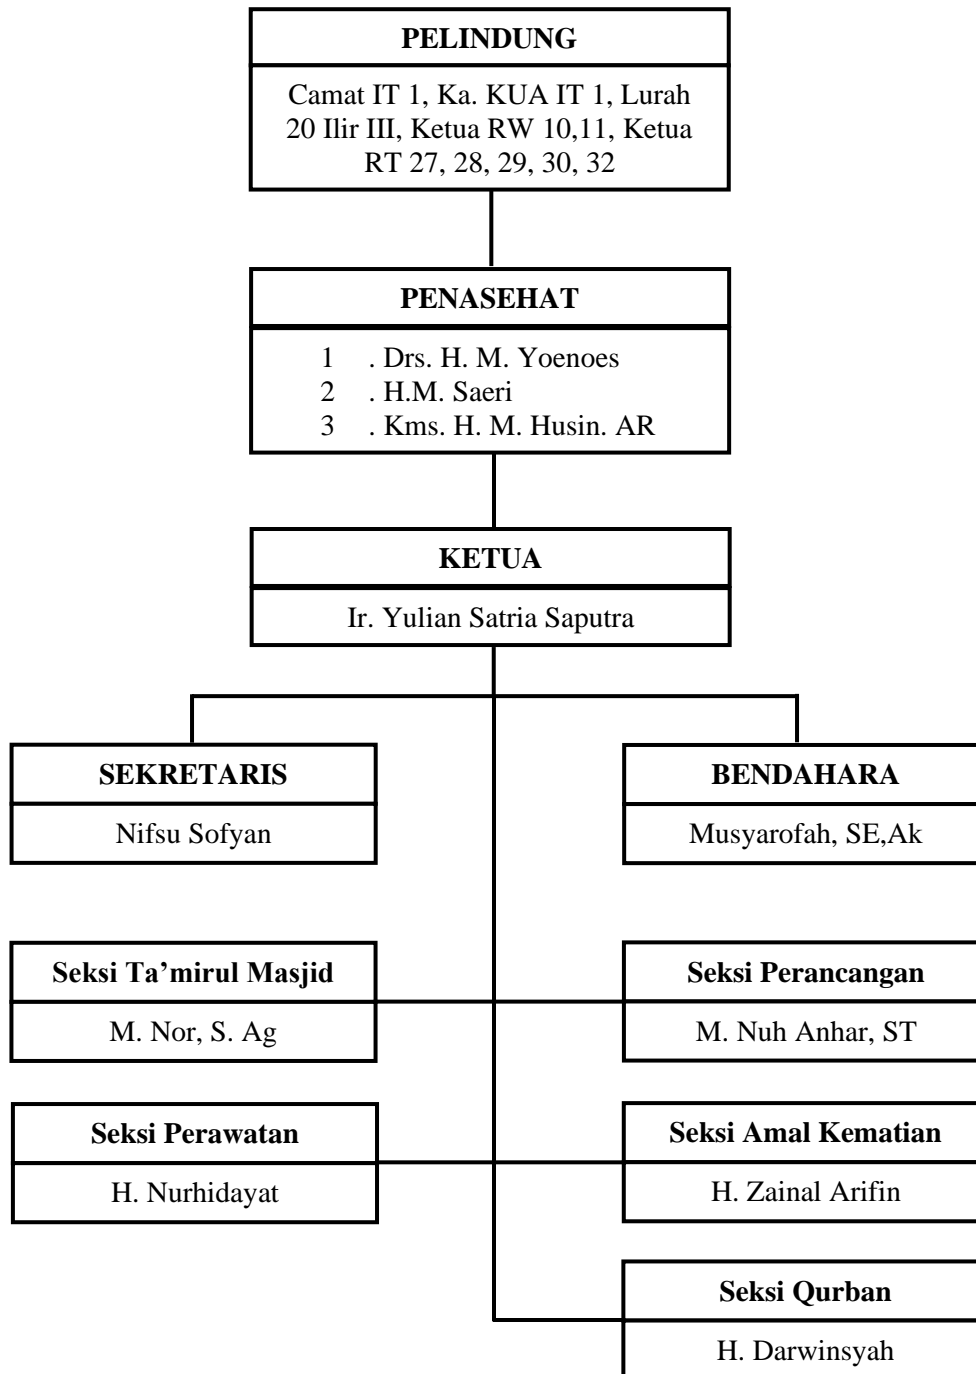 PELINDUNG
Camat IT 1, Ka. KUA IT 1, Lurah
20 Ilir III, Ketua RW 10,11, Ketua
RT 27, 28, 29, 30, 32
PENASEHAT
1 . Drs. H. M. Yoenoes
2 . H.M. Saeri
3 . Kms. H. M. Husin. AR
KETUA
Ir. Yulian Satria Saputra
SEKRETARIS
Nifsu Sofyan
BENDAHARA
Musyarofah, SE,Ak
Seksi Ta’mirul Masjid
M. Nor, S. Ag
Seksi Perancangan
M. Nuh Anhar, ST
Seksi Perawatan
H. Nurhidayat
Seksi Amal Kematian
H. Zainal Arifin
Seksi Qurban
H. Darwinsyah